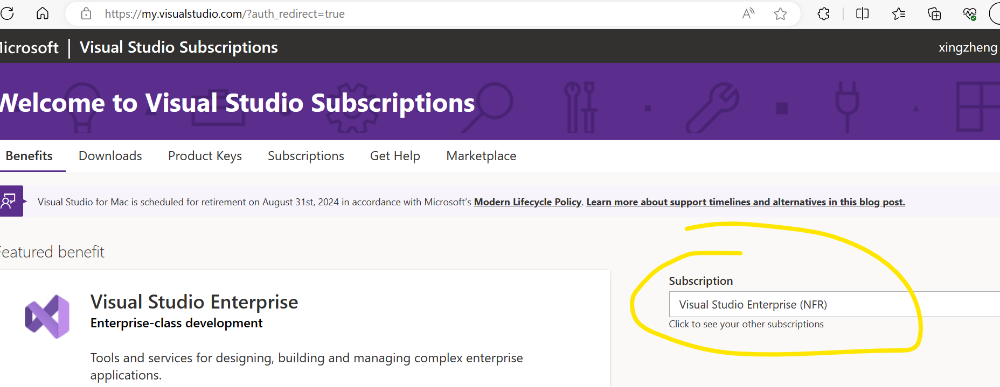 https://my.visualstudio.com/?auth_redirect=true
icrosoft | Visual Studio Subscriptions
xingzheng
Welcome to Visual Studio Subscriptions
Benefits Downloads Product Keys Subscriptions Get Help Marketplace
Visual Studio for Mac is scheduled for retirement on August 31st, 2024 in accordance with Microsoft's Modern Lifecycle Policy. Learn more about support timelines and alternatives in this blog post.
Featured benefit
Visual Studio Enterprise
Enterprise-class development
Tools and services for designing, building and managing complex enterprise
applications.
Subscription
Visual Studio Enterprise (NFR)
Click to see your other subscriptions